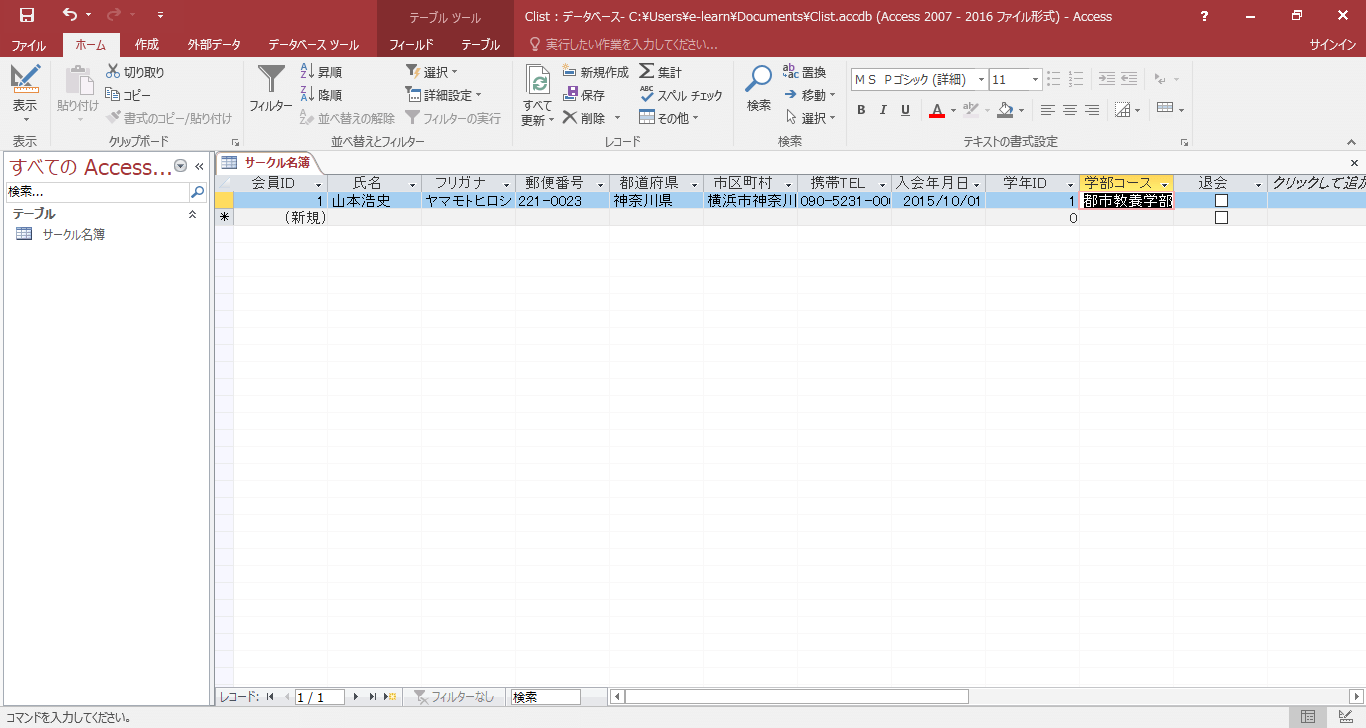 テーブル ツール
Clist : データベース- C:¥Users¥e-learn¥Documents¥Clist.accdb (Access 2007 - 2016 ファイル形式) - Access
?
ファイル ホーム 作成 外部データ データベース ツール フィールド テーブル 実行したい作業を入力してください... サインイン
表示
貼り付け
切り取り
コピー
書式のコピー/貼り付け
フィルター
昇順
降順
並べ替えの解除
選択
詳細設定
フィルターの実行
すべて
更新
新規作成
保存
削除
集計
スペル チェック
その他
検索
置換
移動
選択
MS Pゴシック (詳細) 11
B I U A
表示 クリップボード 並べ替えとフィルター レコード 検索 テキストの書式設定
すべての Access...
検索...
テーブル
サークル名簿
サークル名簿
会員ID 氏名 フリガナ 郵便番号 都道府県 市区町村 携帯TEL 入会年月日 学年ID 学部コース 退会 クリックして追加
1 山本浩史 ヤマモトヒロシ 221-0023 神奈川県 横浜市神奈川 090-5231-00 2015/10/01 1 都市教養学部
* (新規) 0
レコード: 1 / 1 フィルターなし 検索
コマンドを入力してください。